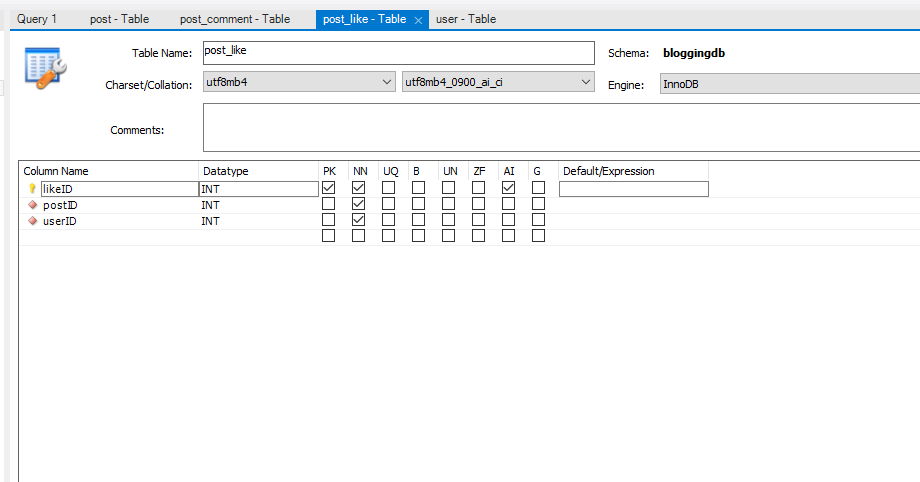 Query 1 post - Table post_comment - Table post_like - Table user - Table
Table Name: post_like Schema: bloggingdb
Charset/Collation: utf8mb4 utf8mb4_0900_ai_ci Engine: InnoDB
Comments:
Column Name Datatype PK NN UQ B UN ZF AI G Default/Expression
likeID INT
postID INT
userID INT